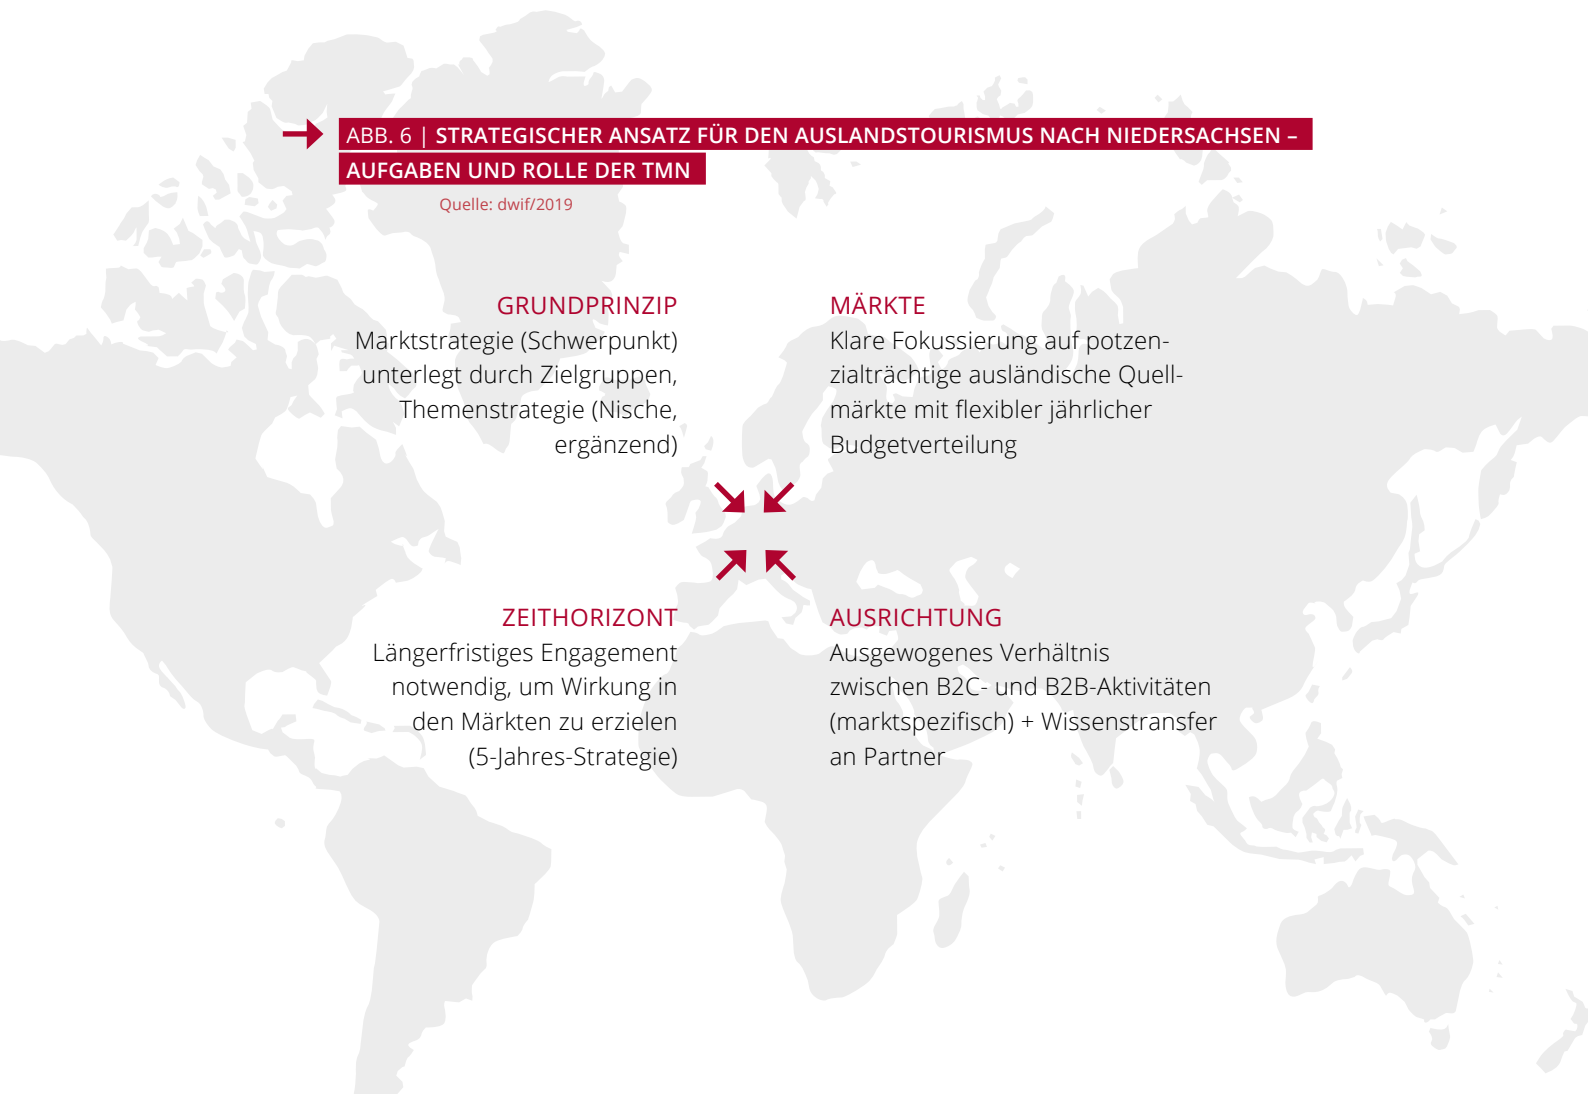 ABB. 6 | STRATEGISCHER ANSATZ FÜR DEN AUSLANDSTOURISMUS NACH NIEDERSACHSEN –
AUFGABEN UND ROLLE DER TMN
Quelle: dwif/2019
GRUNDPRINZIP
Marktstrategie (Schwerpunkt)
unterlegt durch Zielgruppen,
Themenstrategie (Nische,
ergänzend)
MÄRKTE
Klare Fokussierung auf potzen-
zialträchtige ausländische Quell-
märkte mit flexibler jährlicher
Budgetverteilung
ZEITHORIZONT
Längerfristiges Engagement
notwendig, um Wirkung in
den Märkten zu erzielen
(5-Jahres-Strategie)
AUSRICHTUNG
Ausgewogenes Verhältnis
zwischen B2C- und B2B-Aktivitäten
(marktspezifisch) + Wissenstransfer
an Partner